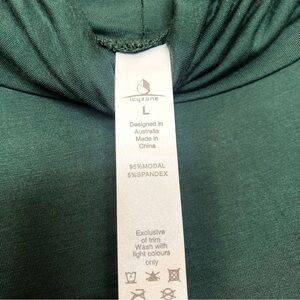 icyzone
L
Designed in
Australia
Made in
China
95%MODAL
5%SPANDEX
Exclusive
of trim
Wash with
light colours
only